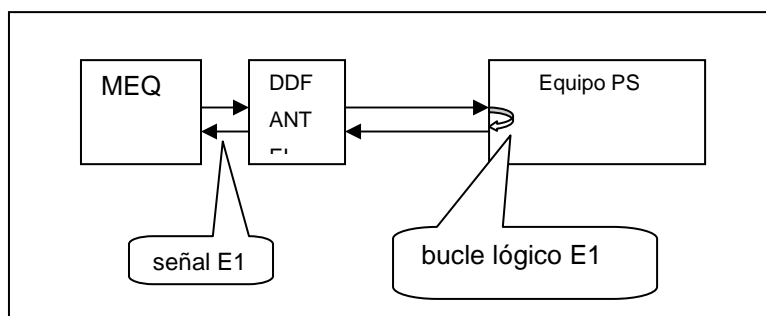 MEQ
DDF
ANT
Equipo PS
señal E1
bucle lógico E1